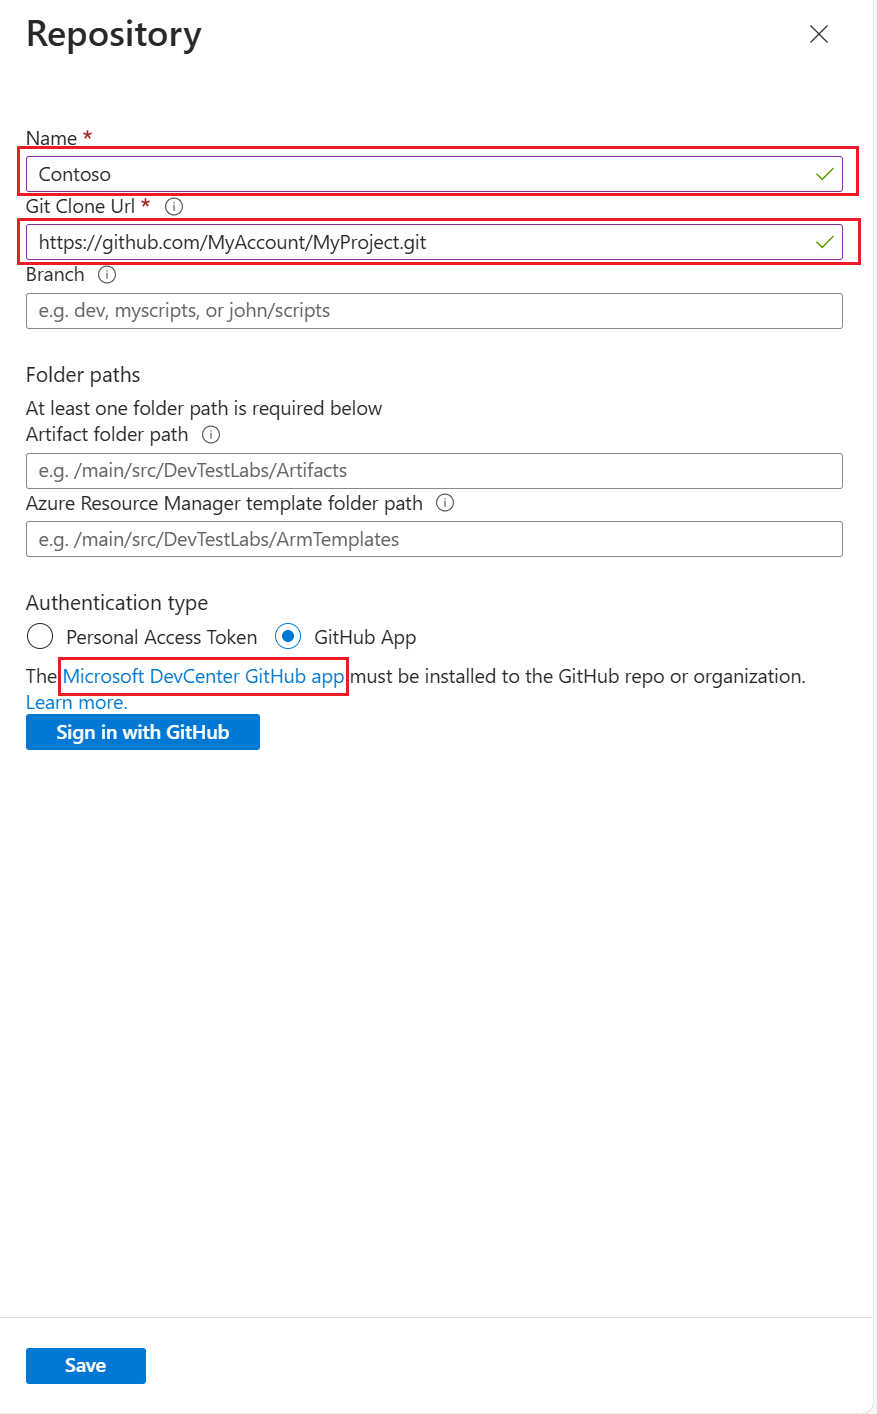 Repository
Name *
Contoso
Git Clone Url *
https://github.com/MyAccount/MyProject.git
Branch
e.g. dev, myscripts, or john/scripts
Folder paths
At least one folder path is required below
Artifact folder path
e.g. /main/src/DevTestLabs/Artifacts
Azure Resource Manager template folder path
e.g. /main/src/DevTestLabs/ArmTemplates
Authentication type
Personal Access Token GitHub App
The Microsoft DevCenter GitHub app must be installed to the GitHub repo or organization.
Learn more.
Sign in with GitHub
Save